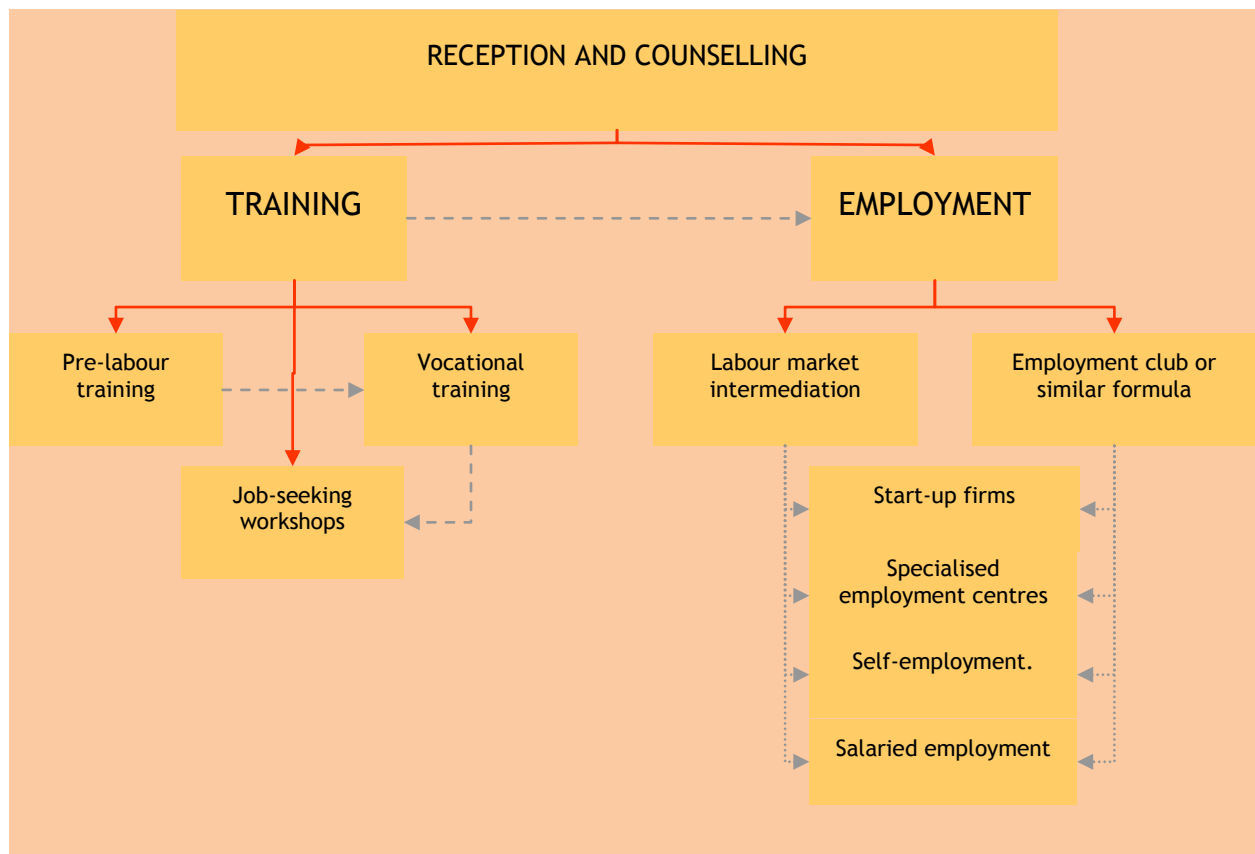 RECEPTION AND COUNSELLING
TRAINING
EMPLOYMENT
Pre-labour
training
Vocational
training
Labour market
intermediation
Employment club or
similar formula
Job-seeking
workshops
Start-up firms
Specialised
employment centres
Self-employment.
Salaried employment